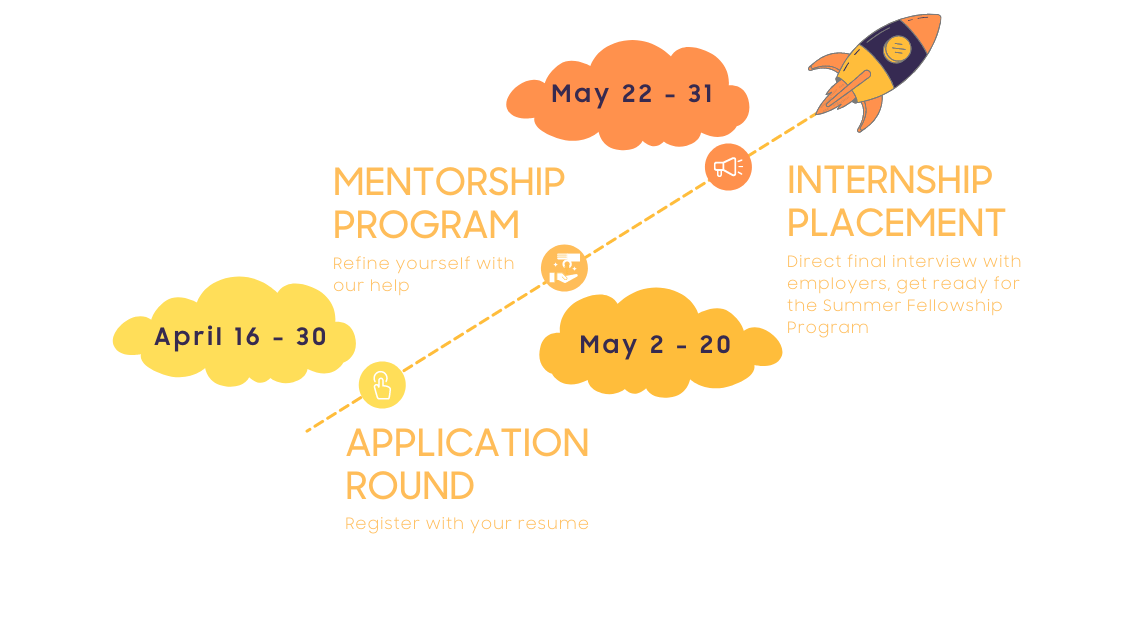 May 22 - 31
MENTORSHIP
PROGRAM
Refine yourself with
our help
INTERNSHIP
PLACEMENT
Direct final interview with
employers, get ready for
the Summer Fellowship
Program
April 16 - 30
May 2 - 20
APPLICATION
ROUND
Register with your resume